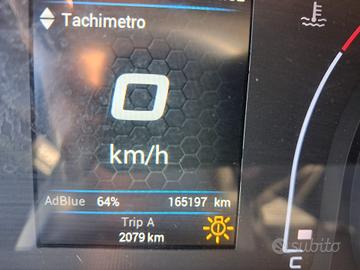 Tachimetro
0
km/h
AdBlue 64% 165197 km
Trip A
2079 km
C
subito